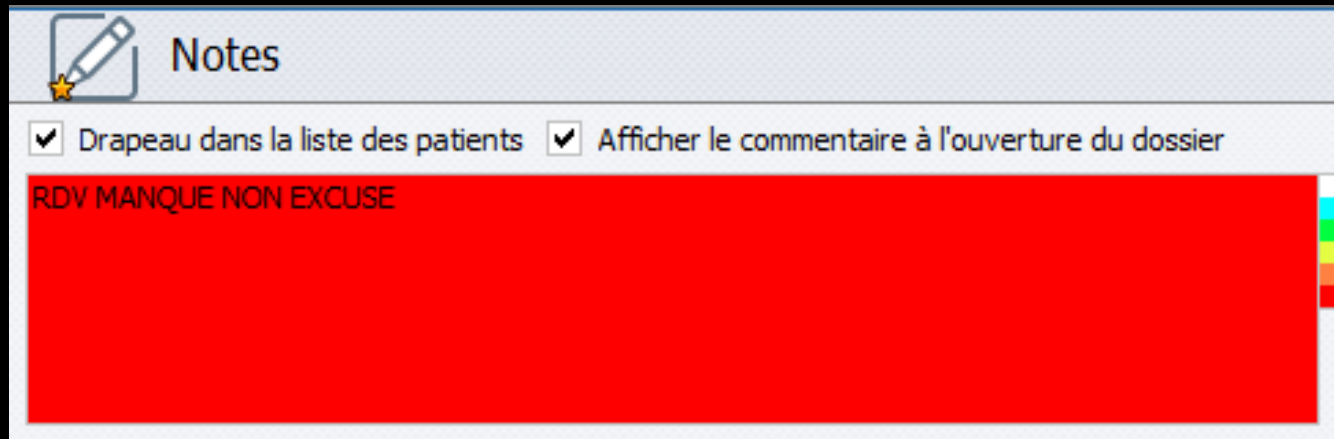 Notes
Drapeau dans la liste des patients Afficher le commentaire à l'ouverture du dossier
RDV MANQUE NON EXCUSE